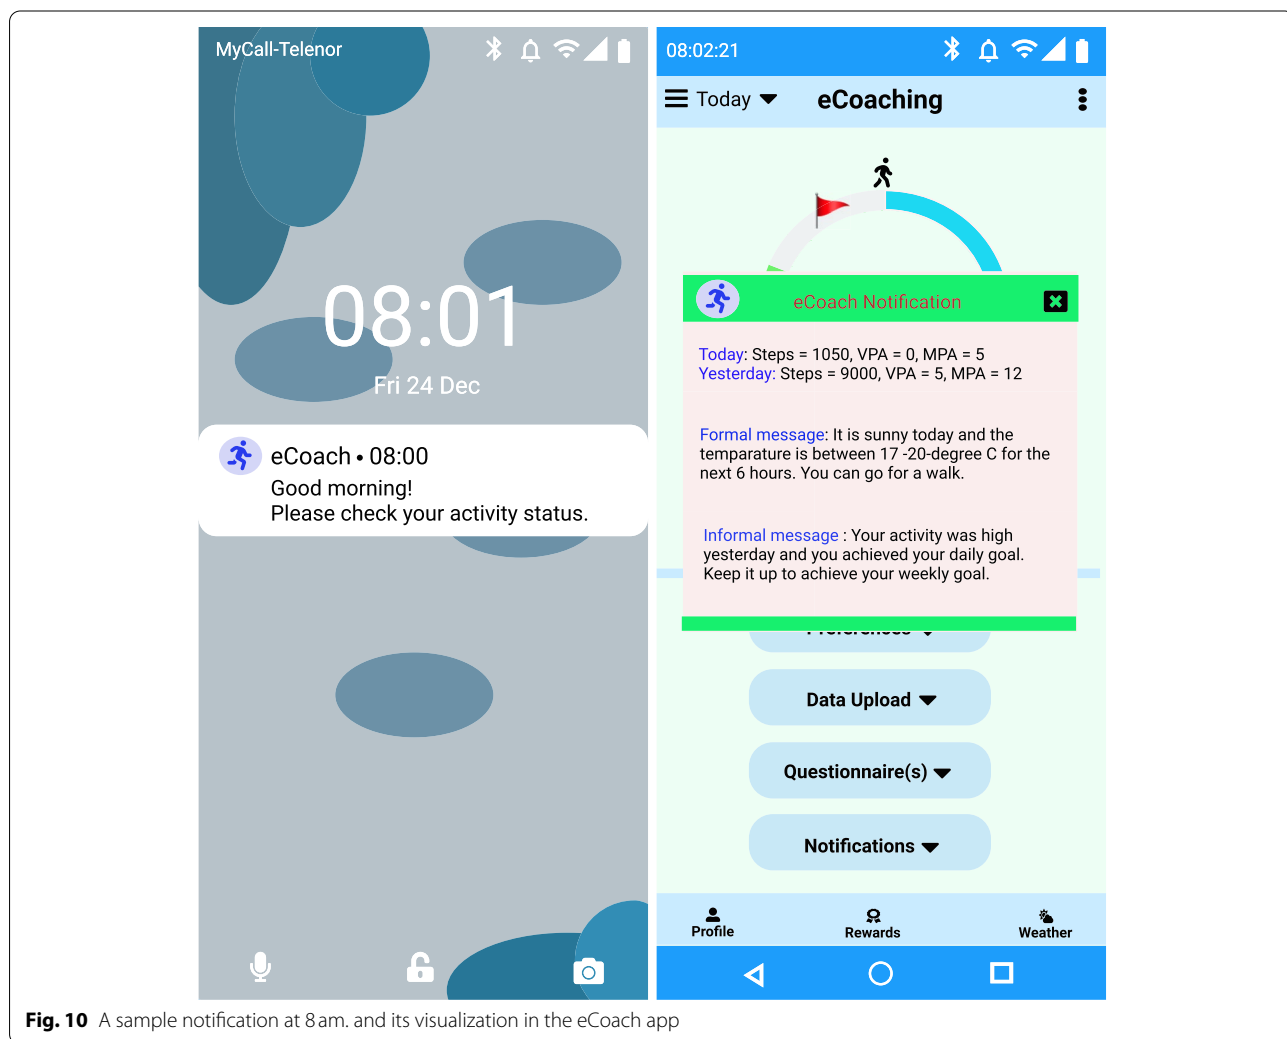 MyCall-Telenor
08:01
Fri 24 Dec
eCoach • 08:00
Good morning!
Please check your activity status.
08:02:21
Today
eCoaching
eCoach Notification
Today: Steps = 1050, VPA = 0, MPA = 5
Yesterday: Steps = 9000, VPA = 5, MPA = 12
Formal message: It is sunny today and the
temparature is between 17 -20-degree C for the
next 6 hours. You can go for a walk.
Informal message : Your activity was high
yesterday and you achieved your daily goal.
Keep it up to achieve your weekly goal.
Preferences
Data Upload
Questionnaire(s)
Notifications
Profile
Rewards
Weather
Fig. 10 A sample notification at 8 am. and its visualization in the eCoach app